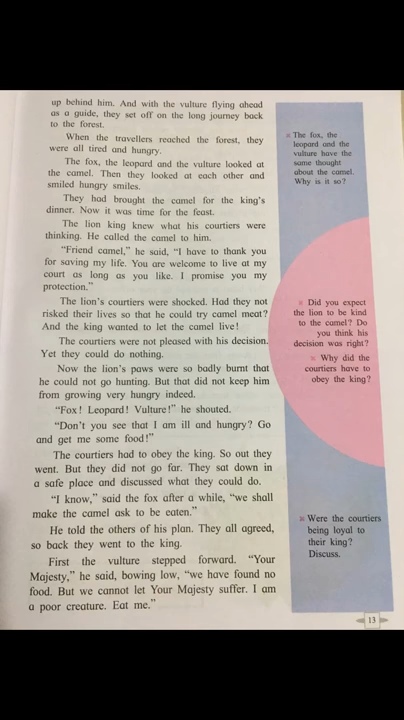 up behind him. And with the vulture flying ahead
as a guide, they set off on the long journey back
to the forest.
When the travellers reached the forest, they
were all tired and hungry.
The fox, the leopard and the vulture looked at
the camel. Then they looked at each other and
smiled hungry smiles.
They had brought the camel for the king's
dinner. Now it was time for the feast.
The lion king knew what his courtiers were
thinking. He called the camel to him.
"Friend camel," he said, "I have to thank you
for saving my life. You are welcome to live at my
court as long as you like. I promise you my
protection."
The lion's courtiers were shocked. Had they not
risked their lives so that he could try camel meat?
And the king wanted to let the camel live!
The courtiers were not pleased with his decision.
Yet they could do nothing.
Now the lion's paws were so badly burnt that
he could not go hunting. But that did not keep him
from growing very hungry indeed.
"Fox! Leopard! Vulture!" he shouted.
"Don't you see that I am ill and hungry? Go
and get me some food!"
The courtiers had to obey the king. So out they
went. But they did not go far. They sat down in
a safe place and discussed what they could do.
"I know," said the fox after a while, "we shall
make the camel ask to be eaten."
He told the others of his plan. They all agreed,
so back they went to the king.
First the vulture stepped forward. "Your
Majesty," he said, bowing low, "we have found no
food. But we cannot let Your Majesty suffer. I am
a poor creature. Eat me."
The fox, the
leopard and the
vulture have the
same thought
about the camel.
Why is it so?
Did you expect
the lion to be kind
to the camel? Do
you think his
decision was right?
Why did the
courtiers have to
obey the king?
Were the courtiers
being loyal to
their king?
Discuss.
13